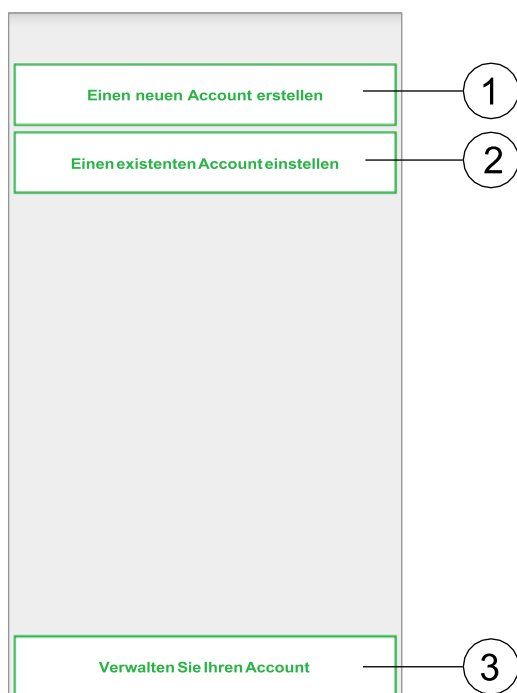 Einen neuen Account erstellen
1
Einen existenten Account einstellen
2
Verwalten Sie Ihren Account
3